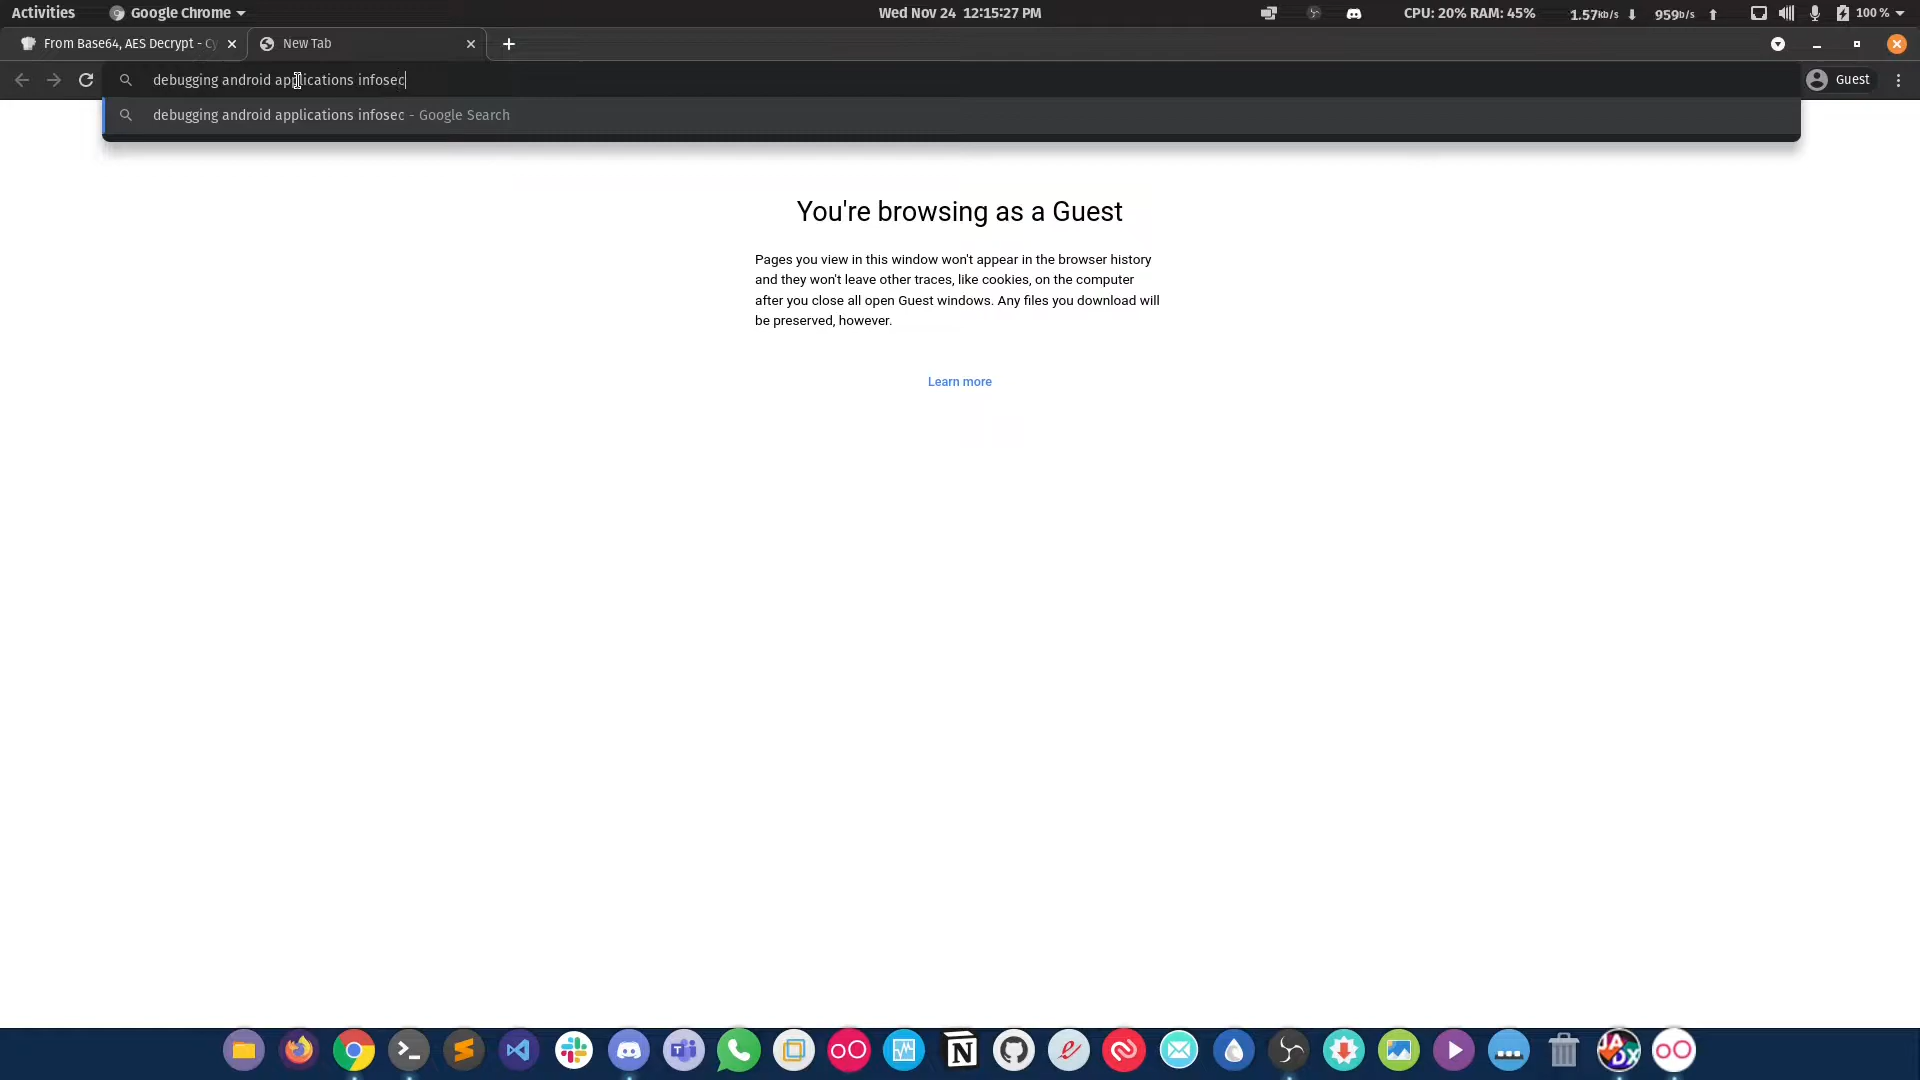 Activities
Google Chrome
Wed Nov 24 12:15:27 PM
CPU: 20% RAM: 45%
1.57kb/s
959b/s
100 %
From Base64, AES Decrypt - Cy
New Tab
debugging android applications infosec
Guest
debugging android applications infosec - Google Search
You're browsing as a Guest
Pages you view in this window won't appear in the browser history
and they won't leave other traces, like cookies, on the computer
after you close all open Guest windows. Any files you download will
be preserved, however.
Learn more